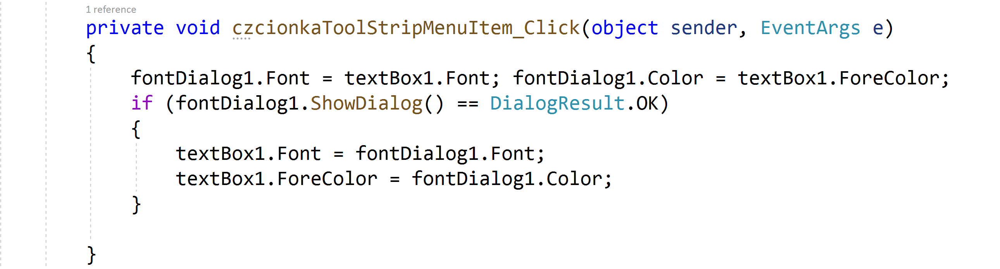 1 reference
private void czcionkaToolStripMenuItem_Click(object sender, EventArgs e)
{
fontDialog1.Font = textBox1.Font; fontDialog1.Color = textBox1.ForeColor;
if (fontDialog1.ShowDialog() == DialogResult.OK)
{
textBox1.Font = fontDialog1.Font;
textBox1.ForeColor = fontDialog1.Color;
}
}